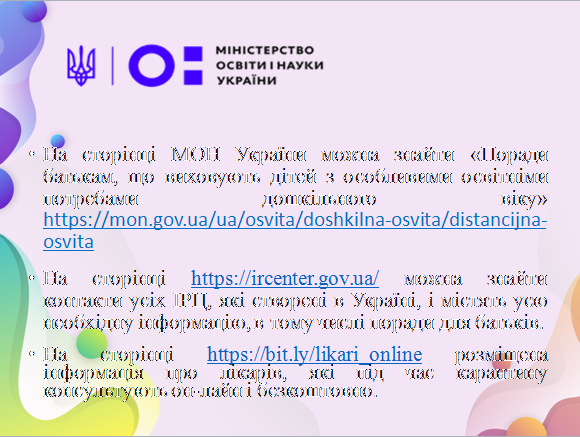 МІНІСТЕРСТВО
ОСВІТИ І НАУКИ
УКРАЇНИ
• На сторінці МОН України можна знайти «Поради
батькам, що виховують дітей з особливими освітніми
потребами дошкільного віку»
https://mon.gov.ua/ua/osvita/doshkilna-osvita/distancijna-
osvita
• На сторінці https://ircenter.gov.ua/ можна знайти
контакти усіх ІРЦ, які створені в Україні, і містять усю
необхідну інформацію, в тому числі поради для батьків.
• На сторінці https://bit.ly/likari_online розміщена
інформація про лікарів, які під час карантину
консультують он-лайн і безкоштовно.